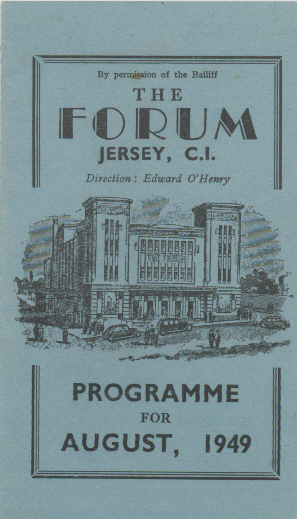 By permission of the Bailiff
THE
FORUM
JERSEY, C.I.
Direction : Edward O'Henry
PROGRAMME
FOR
AUGUST, 1949